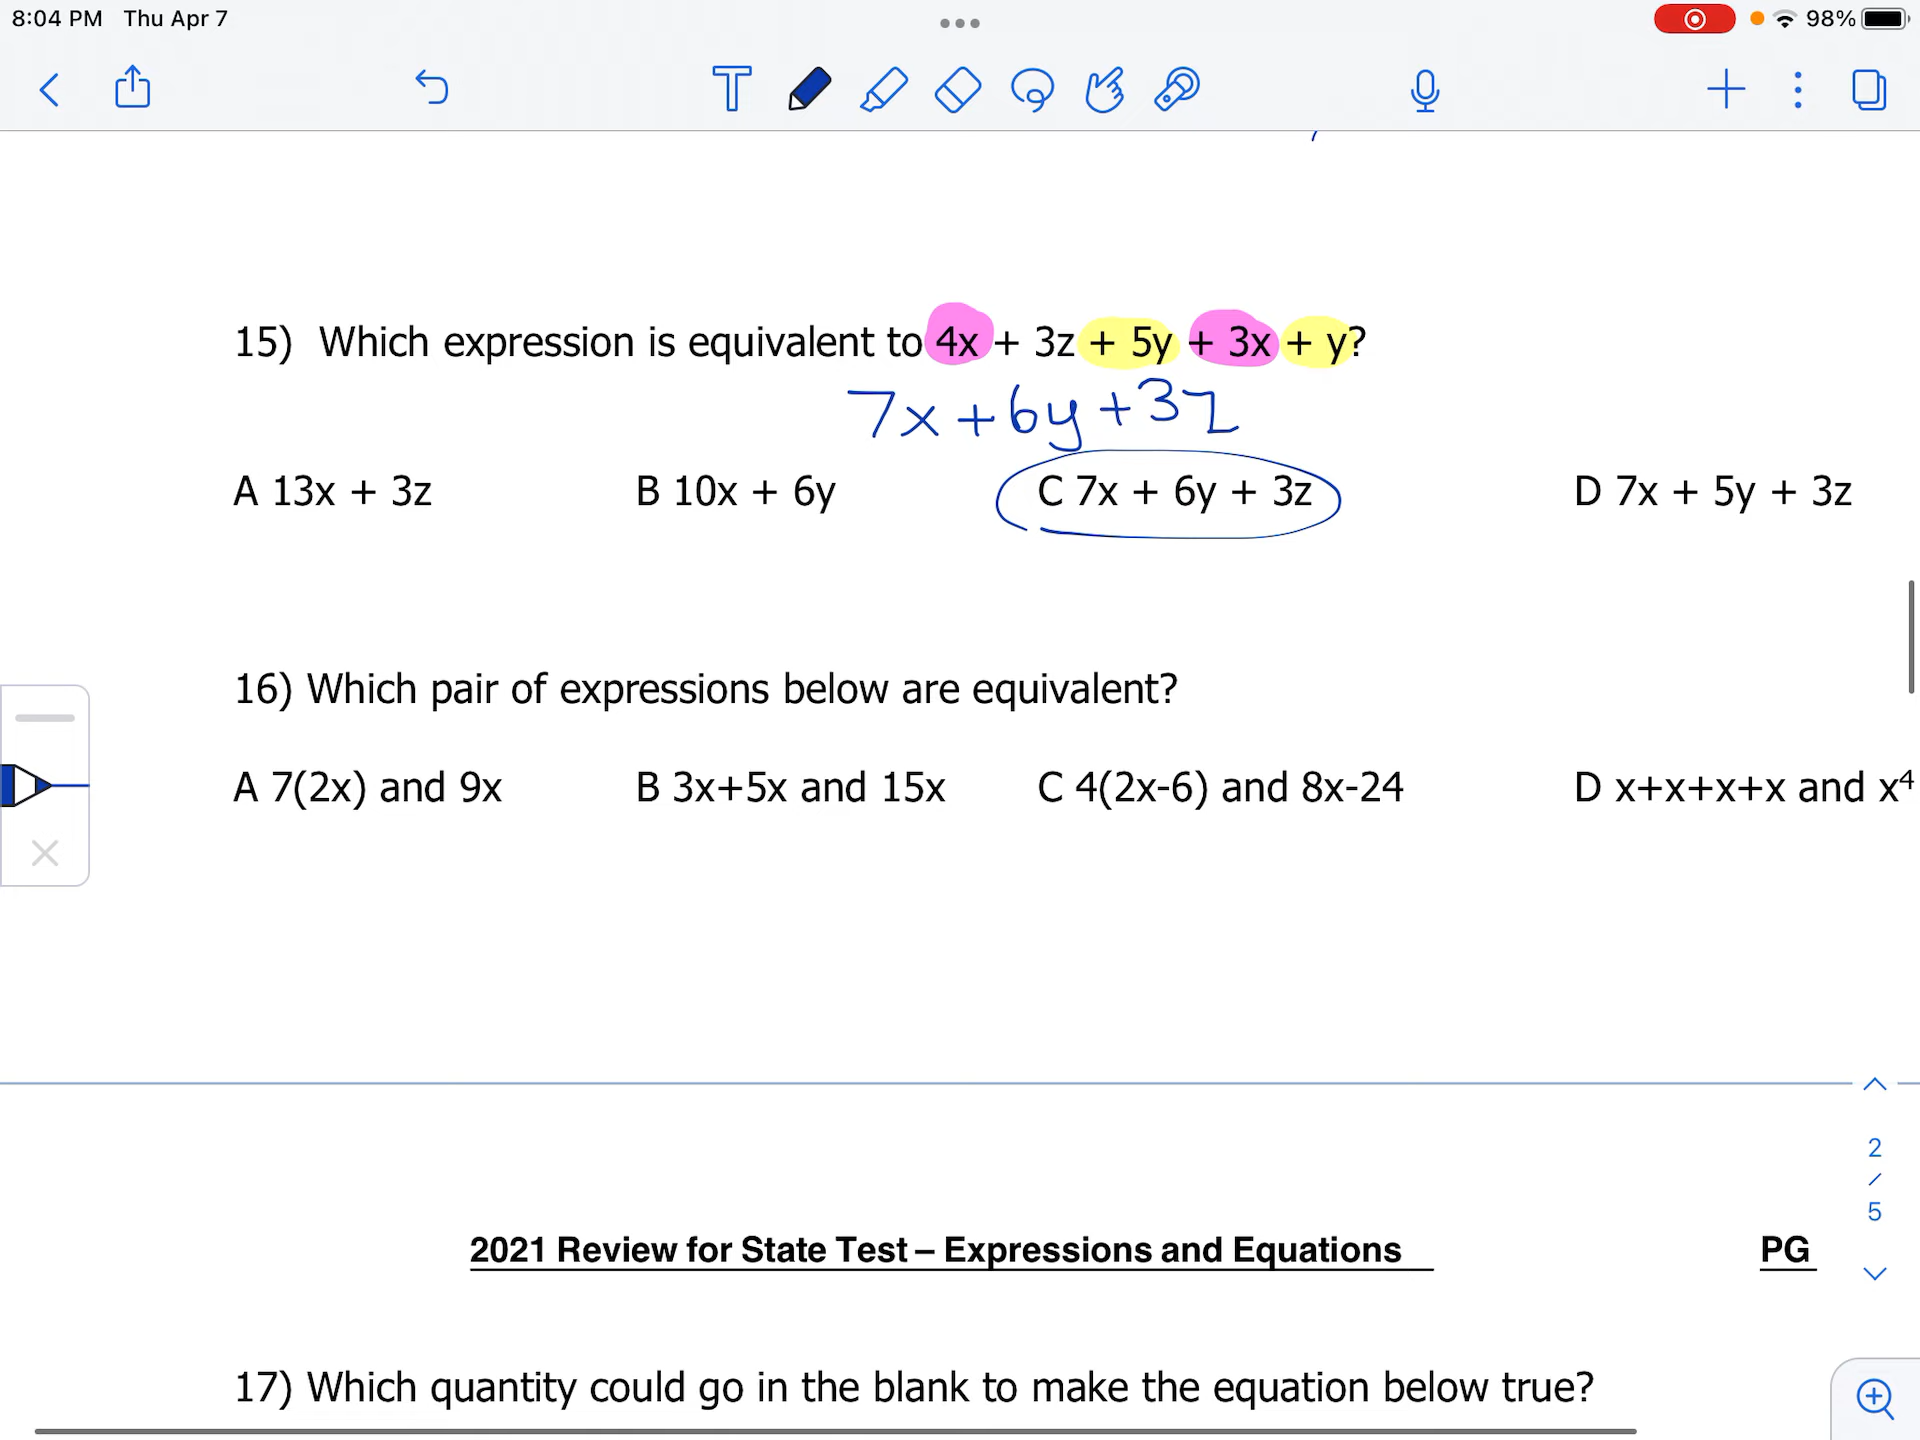 8:04 PM Thu Apr 7
98%
15) Which expression is equivalent to 4x + 3z + 5y + 3x + y?
7x + 6y + 3z
A 13x + 3z B 10x + 6y C 7x + 6y + 3z D 7x + 5y + 3z
16) Which pair of expressions below are equivalent?
A 7(2x) and 9x B 3x+5x and 15x C 4(2x-6) and 8x-24 D x+x+x+x and x⁴
2
/
5
2021 Review for State Test – Expressions and Equations PG
17) Which quantity could go in the blank to make the equation below true?